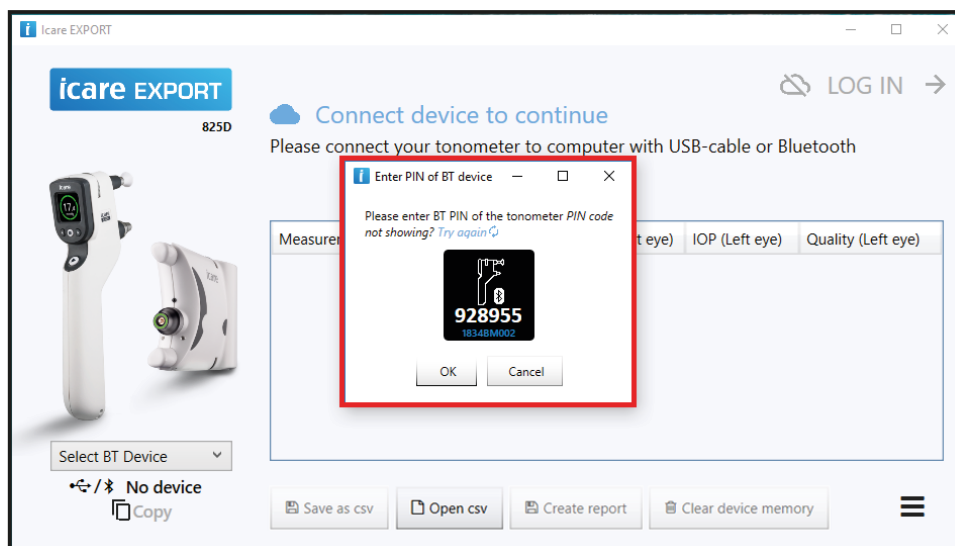 Icare EXPORT
icare EXPORT
825D
LOG IN
Connect device to continue
Please connect your tonometer to computer with USB-cable or Bluetooth
Enter PIN of BT device
Please enter BT PIN of the tonometer PIN code
not showing? Try again
928955
1834BM002
OK Cancel
t eye) IOP (Left eye) Quality (Left eye)
Select BT Device
No device
Copy
Save as csv Open csv Create report Clear device memory